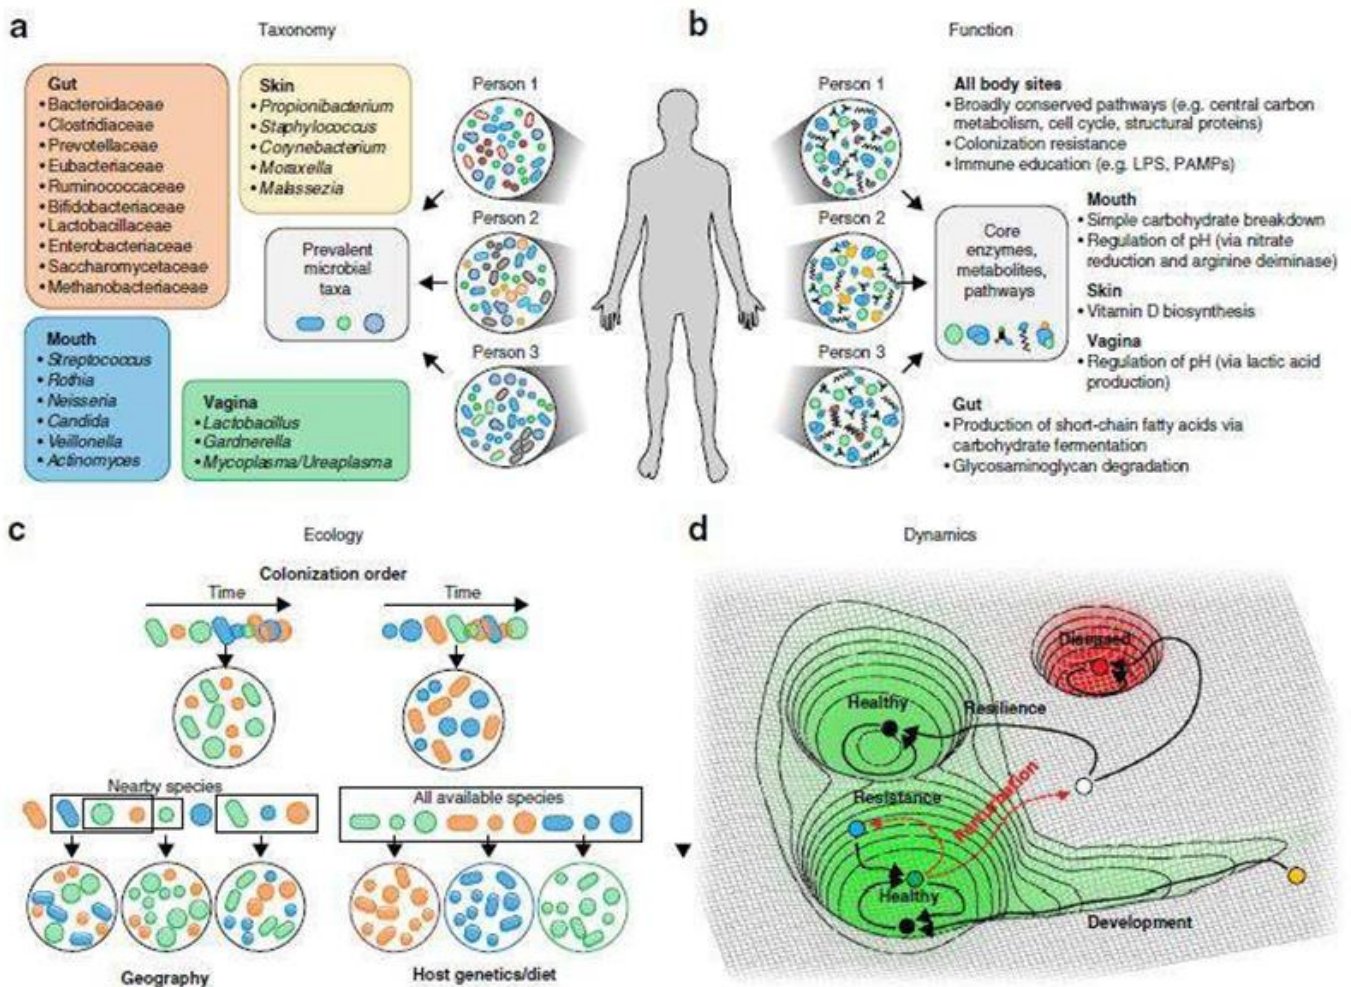 a
Taxonomy
Gut
• Bacteroidaceae
• Clostridiaceae
• Prevotellaceae
• Eubacteriaceae
• Ruminococcaceae
• Bifidobacteriaceae
• Lactobacillaceae
• Enterobacteriaceae
• Saccharomycetaceae
• Methanobacteriaceae
Skin
• Propionibacterium
• Staphylococcus
• Corynebacterium
• Moraxella
• Malassezia
Prevalent
microbial
taxa
Mouth
• Streptococcus
• Rothia
• Neisseria
• Candida
• Veillonella
• Actinomyces
Vagina
• Lactobacillus
• Gardnerella
• Mycoplasma/Ureaplasma
Person 1
Person 2
Person 3
b
Function
Person 1
Person 2
Person 3
Core
enzymes,
metabolites,
pathways
All body sites
• Broadly conserved pathways (e.g. central carbon
metabolism, cell cycle, structural proteins)
• Colonization resistance
• Immune education (e.g. LPS, PAMPs)
Mouth
• Simple carbohydrate breakdown
• Regulation of pH (via nitrate
reduction and arginine deiminase)
Skin
• Vitamin D biosynthesis
Vagina
• Regulation of pH (via lactic acid
production)
Gut
• Production of short-chain fatty acids via
carbohydrate fermentation
• Glycosaminoglycan degradation
c
Ecology
Colonization order
Time
Time
Nearby species
All available species
Geography
Host genetics/diet
d
Dynamics
Diseased
Healthy
Resilience
Resistance
Perturbation
Healthy
Development